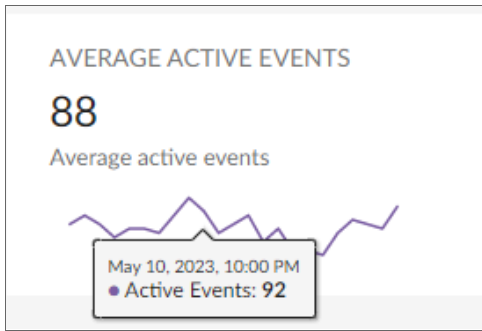 AVERAGE ACTIVE EVENTS
88
Average active events
May 10, 2023, 10:00 PM
● Active Events: 92